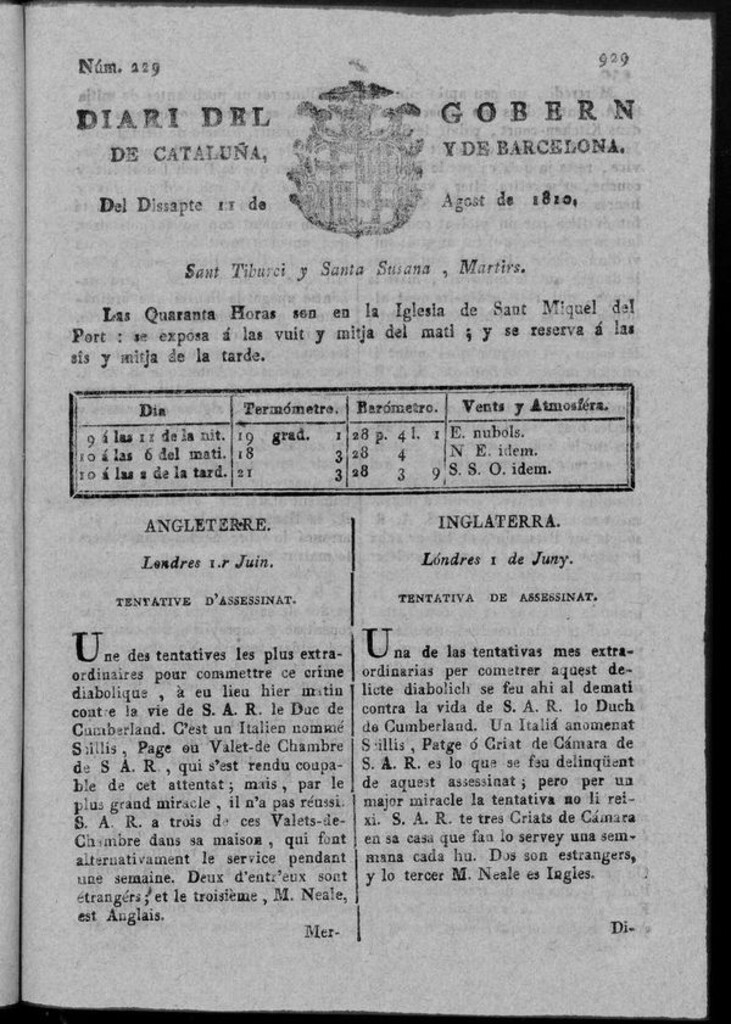 Núm. 229
929
DIARI DEL GOBERN
DE CATALUÑA, Y DE BARCELONA.
Del Dissapte 11 de Agost de 1810,
Sant Tiburci y Santa Susana , Martirs.
Las Quaranta Horas son en la Iglesia de Sant Miquel del
Port : se exposa á las vuit y mitja del mati ; y se reserva á las
sis y mitja de la tarde.
Dia Termómetro. Barómetro. Vents y Atmosféra.
9 á las 11 de la nit. 19 grad. 1 28 p. 4 l. 1 E. nubols.
10 á las 6 del mati. 18 3 28 4 N E. idem.
10 á las 2 de la tard. 21 3 28 3 9 S. S. O. idem.
ANGLETERRE.
Londres 1.r Juin.
TENTATIVE D'ASSESSINAT.
Une des tentatives les plus extra-
ordinaires pour commettre ce crime
diabolique , à eu lieu hier matin
contre la vie de S. A. R. le Duc de
Cumberland. C'est un Italien nommé
Sillis , Page ou Valet-de Chambre
de S A. R , qui s'est rendu coupa-
ble de cet attentat ; mais , par le
plus grand miracle , il n'a pas réussi.
S. A. R. a trois de ces Valets-de-
Chambre dans sa maison , qui font
alternativament le service pendant
une semaine. Deux d'entr'eux sont
étrangérs ; et le troisième , M. Neale,
est Anglais.
Mer-
INGLATERRA.
Lóndres 1 de Juny.
TENTATIVA DE ASSESSINAT.
Una de las tentativas mes extra-
ordinarias per cometrer aquest de-
licte diabolich se feu ahi al demati
contra la vida de S. A. R. lo Duch
de Cumberland. Un Italiá anomenat
Sillis , Patge ó Criat de Cámara de
S. A. R. es lo que se feu delinqüent
de aquest assessinat ; pero per un
major miracle la tentativa no li rei-
xi. S. A. R. te tres Criats de Cámara
en sa casa que fan lo servey una sem-
mana cada hu. Dos son estrangers,
y lo tercer M. Neale es Ingles.
Di-